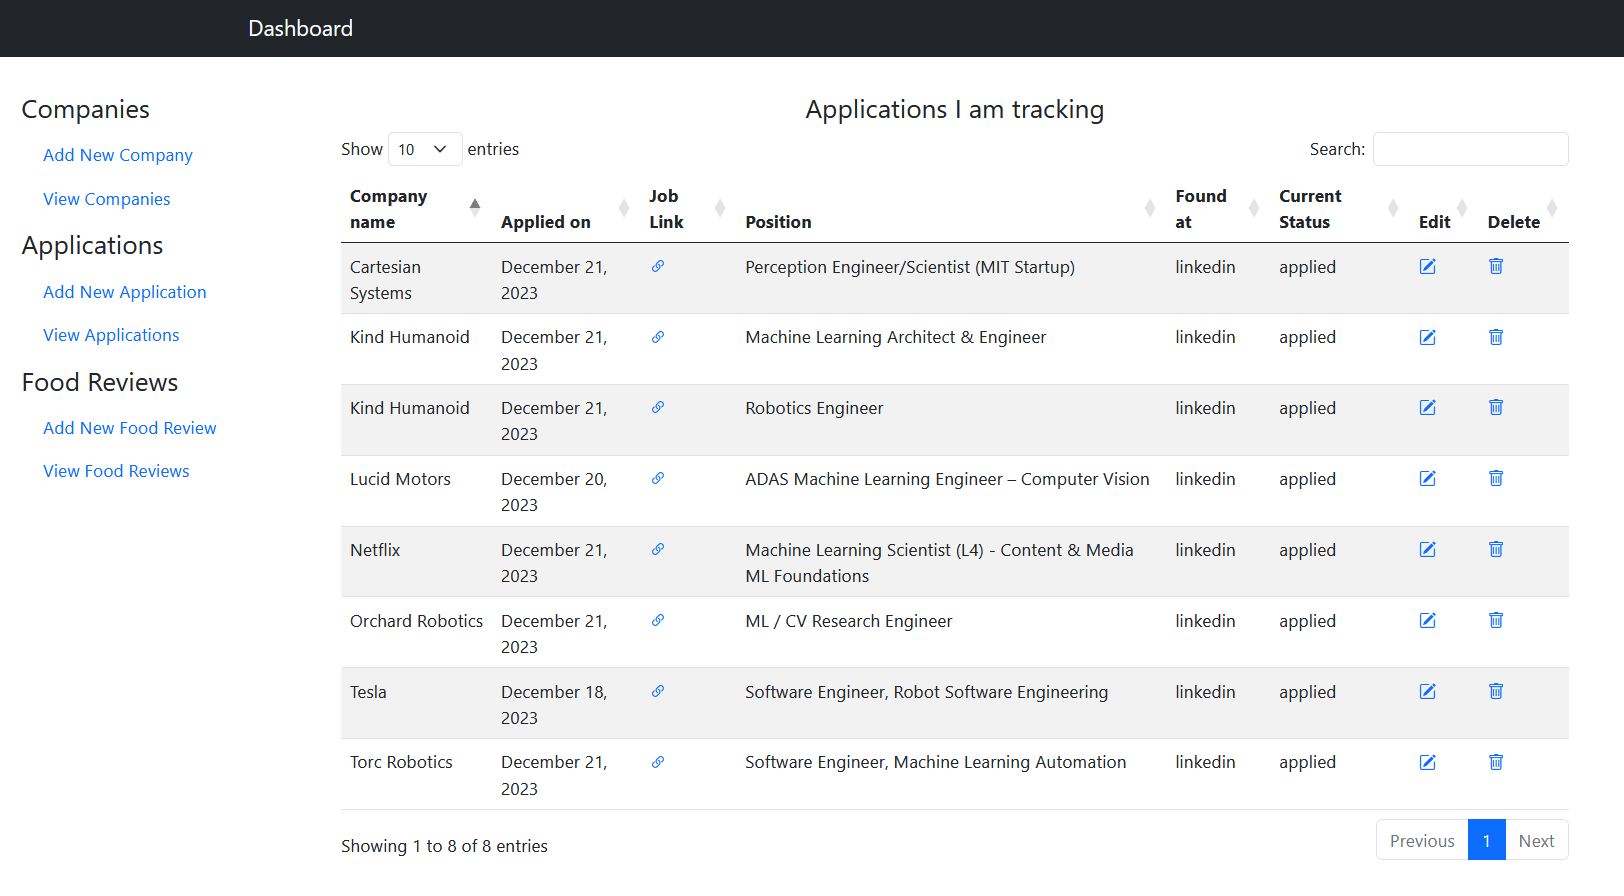 Dashboard
Companies
Add New Company
View Companies
Applications
Add New Application
View Applications
Food Reviews
Add New Food Review
View Food Reviews
Applications I am tracking
Show 10 entries
Search:
Company name Applied on Job Link Position Found at Current Status Edit Delete
Cartesian Systems December 21, 2023 Perception Engineer/Scientist (MIT Startup) linkedin applied
Kind Humanoid December 21, 2023 Machine Learning Architect & Engineer linkedin applied
Kind Humanoid December 21, 2023 Robotics Engineer linkedin applied
Lucid Motors December 20, 2023 ADAS Machine Learning Engineer – Computer Vision linkedin applied
Netflix December 21, 2023 Machine Learning Scientist (L4) - Content & Media ML Foundations linkedin applied
Orchard Robotics December 21, 2023 ML / CV Research Engineer linkedin applied
Tesla December 18, 2023 Software Engineer, Robot Software Engineering linkedin applied
Torc Robotics December 21, 2023 Software Engineer, Machine Learning Automation linkedin applied
Showing 1 to 8 of 8 entries
Previous 1 Next